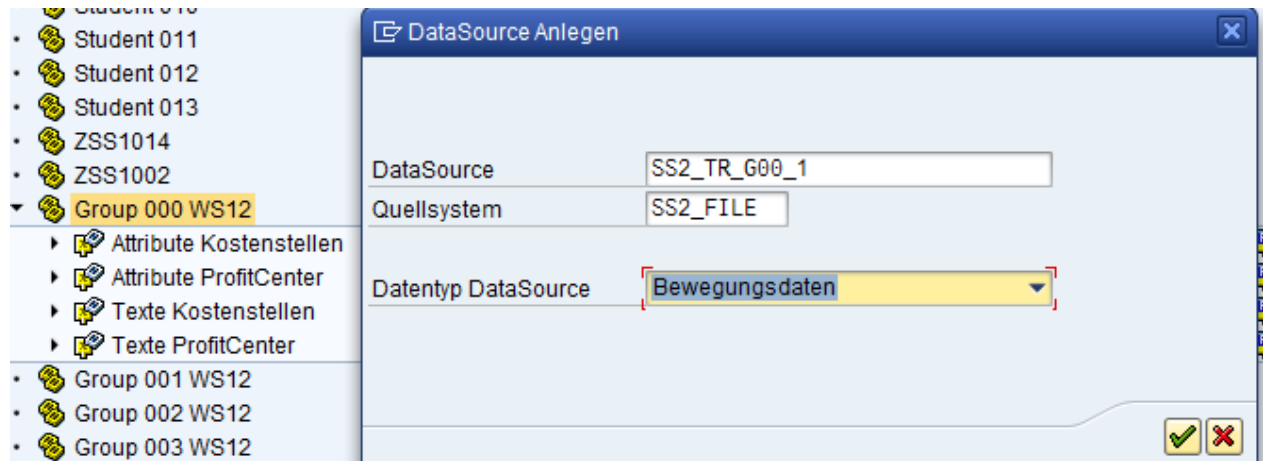 Student 011
Student 012
Student 013
ZSS1014
ZSS1002
Group 000 WS12
Attribute Kostenstellen
Attribute ProfitCenter
Texte Kostenstellen
Texte ProfitCenter
Group 001 WS12
Group 002 WS12
Group 003 WS12
DataSource Anlegen
DataSource SS2_TR_G00_1
Quellsystem SS2_FILE
Datentyp DataSource Bewegungsdaten